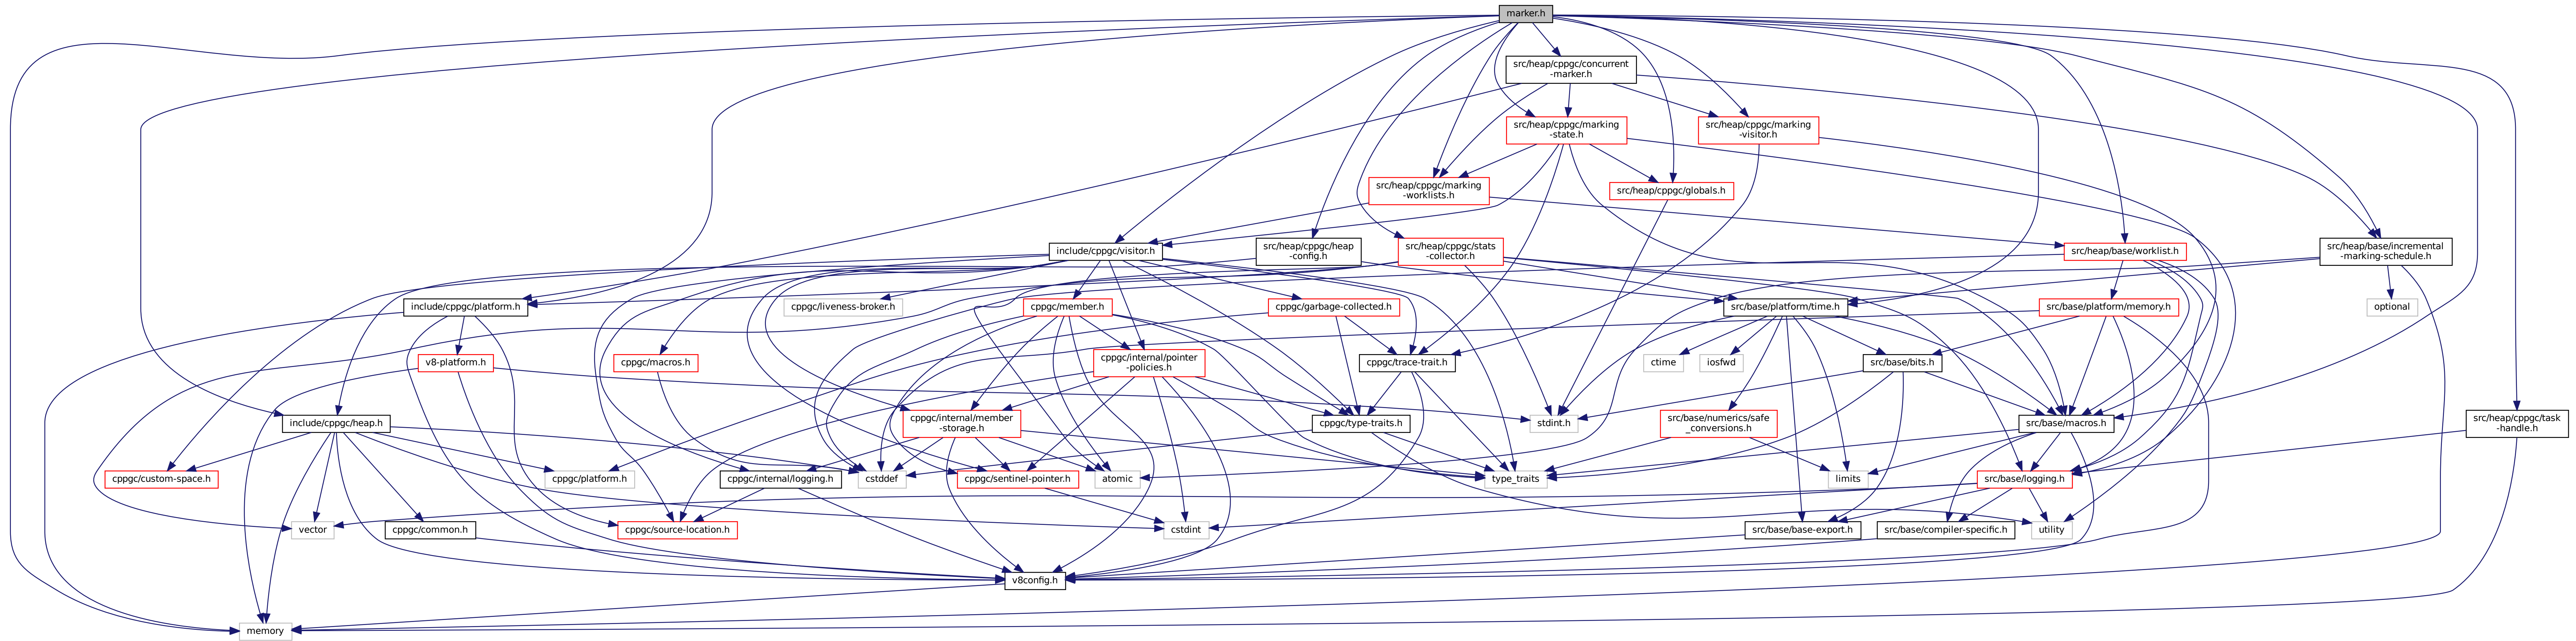 marker.h
src/heap/cppgc/concurrent
-marker.h
src/heap/cppgc/marking
-state.h
src/heap/cppgc/marking
-visitor.h
src/heap/cppgc/marking
-worklists.h
src/heap/cppgc/globals.h
include/cppgc/visitor.h
src/heap/cppgc/heap
-config.h
src/heap/cppgc/stats
-collector.h
src/heap/base/worklist.h
src/heap/base/incremental
-marking-schedule.h
include/cppgc/platform.h
cppgc/liveness-broker.h
cppgc/member.h
cppgc/garbage-collected.h
src/base/platform/time.h
src/base/platform/memory.h
optional
v8-platform.h
cppgc/macros.h
cppgc/internal/pointer
-policies.h
cppgc/trace-trait.h
ctime
iosfwd
src/base/bits.h
include/cppgc/heap.h
cppgc/internal/member
-storage.h
cppgc/type-traits.h
stdint.h
src/base/numerics/safe
_conversions.h
src/base/macros.h
src/heap/cppgc/task
-handle.h
cppgc/custom-space.h
cppgc/platform.h
cppgc/internal/logging.h
cstddef
cppgc/sentinel-pointer.h
atomic
type_traits
limits
src/base/logging.h
vector
cppgc/common.h
cppgc/source-location.h
cstdint
src/base/base-export.h
src/base/compiler-specific.h
utility
v8config.h
memory